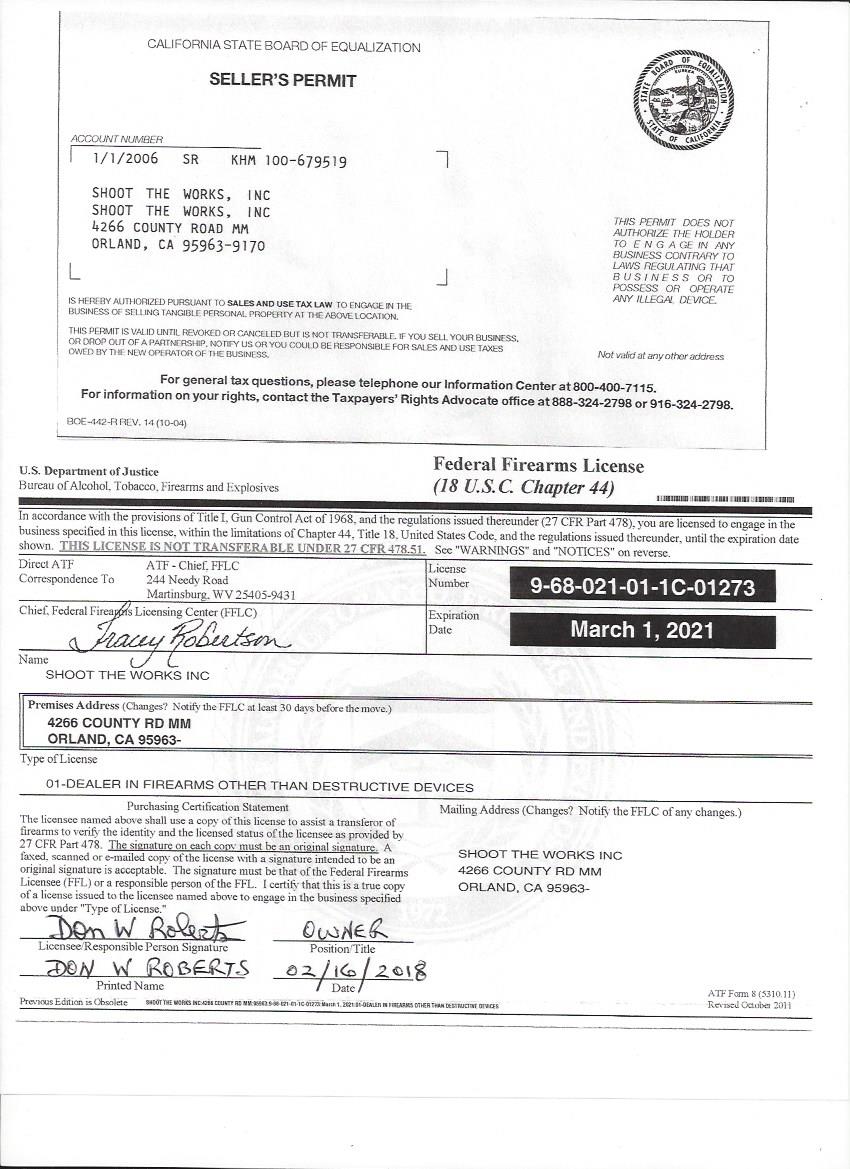 CALIFORNIA STATE BOARD OF EQUALIZATION
SELLER'S PERMIT
STATE BOARD OF EQUALIZATION
STATE OF CALIFORNIA
ACCOUNT NUMBER
1/1/2006 SR KHM 100-679519
SHOOT THE WORKS, INC
SHOOT THE WORKS, INC
4266 COUNTY ROAD MM
ORLAND, CA 95963-9170
THIS PERMIT DOES NOT
AUTHORIZE THE HOLDER
TO ENGAGE IN ANY
BUSINESS CONTRARY TO
LAWS REGULATING THAT
BUSINESS OR TO
POSSESS OR OPERATE
ANY ILLEGAL DEVICE.
IS HEREBY AUTHORIZED PURSUANT TO SALES AND USE TAX LAW TO ENGAGE IN THE
BUSINESS OF SELLING TANGIBLE PERSONAL PROPERTY AT THE ABOVE LOCATION.
THIS PERMIT IS VALID UNTIL REVOKED OR CANCELED BUT IS NOT TRANSFERABLE. IF YOU SELL YOUR BUSINESS,
OR DROP OUT OF A PARTNERSHIP, NOTIFY US OR YOU COULD BE RESPONSIBLE FOR SALES AND USE TAXES
OWED BY THE NEW OPERATOR OF THE BUSINESS.
Not valid at any other address
For general tax questions, please telephone our Information Center at 800-400-7115.
For information on your rights, contact the Taxpayers' Rights Advocate office at 888-324-2798 or 916-324-2798.
BOE-442-R REV. 14 (10-04)
U.S. Department of Justice
Bureau of Alcohol, Tobacco, Firearms and Explosives
Federal Firearms License
(18 U.S.C. Chapter 44)
In accordance with the provisions of Title I, Gun Control Act of 1968, and the regulations issued thereunder (27 CFR Part 478), you are licensed to engage in the
business specified in this license, within the limitations of Chapter 44, Title 18, United States Code, and the regulations issued thereunder, until the expiration date
shown. THIS LICENSE IS NOT TRANSFERABLE UNDER 27 CFR 478.51. See "WARNINGS" and "NOTICES" on reverse.
Direct ATF
Correspondence To
ATF - Chief, FFLC
244 Needy Road
Martinsburg, WV 25405-9431
License
Number
9-68-021-01-1C-01273
Chief, Federal Firearms Licensing Center (FFLC)
Tracey Robertson
Expiration
Date
March 1, 2021
Name
SHOOT THE WORKS INC
Premises Address (Changes? Notify the FFLC at least 30 days before the move.)
4266 COUNTY RD MM
ORLAND, CA 95963-
Type of License
01-DEALER IN FIREARMS OTHER THAN DESTRUCTIVE DEVICES
Purchasing Certification Statement
The licensee named above shall use a copy of this license to assist a transferor of
firearms to verify the identity and the licensed status of the licensee as provided by
27 CFR Part 478. The signature on each copy must be an original signature. A
faxed, scanned or e-mailed copy of the license with a signature intended to be an
original signature is acceptable. The signature must be that of the Federal Firearms
Licensee (FFL) or a responsible person of the FFL. I certify that this is a true copy
of a license issued to the licensee named above to engage in the business specified
above under "Type of License."
Mailing Address (Changes? Notify the FFLC of any changes.)
SHOOT THE WORKS INC
4266 COUNTY RD MM
ORLAND, CA 95963-
1972
Don W Roberts
OWNER
Licensee/Responsible Person Signature
Position/Title
DON W ROBERTS
02/16/2018
Printed Name
Date
Previous Edition is Obsolete
SHOOT THE WORKS INC:4266 COUNTY RD MM:95963:9-68-021-01-1C-01273:March 1, 2021:01-DEALER IN FIREARMS OTHER THAN DESTRUCTIVE DEVICES
ATF Form 8 (5310.11)
Revised October 2011